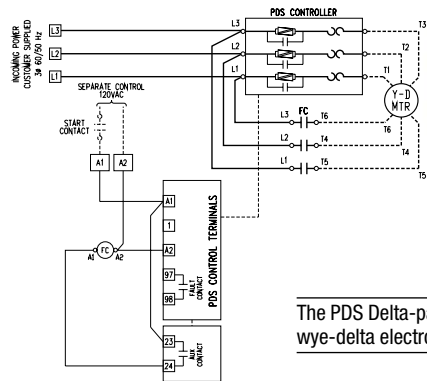 PDS CONTROLLER
INCOMING POWER
CUSTOMER SUPPLIED
3ø 60/50 Hz
L3
L2
L1
L3
L2
L1
T3
T2
T1
Y-D
MTR
T6
T4
T5
FC
L3
T6
L2
T4
L1
T5
SEPARATE CONTROL
120VAC
START
CONTACT
A1
A2
A1
1
A2
97
98
FAULT
CONTACT
PDS CONTROL TERMINALS
A1
FC
A2
23
24
AUX
CONTACT
The PDS Delta-pa
wye-delta electro